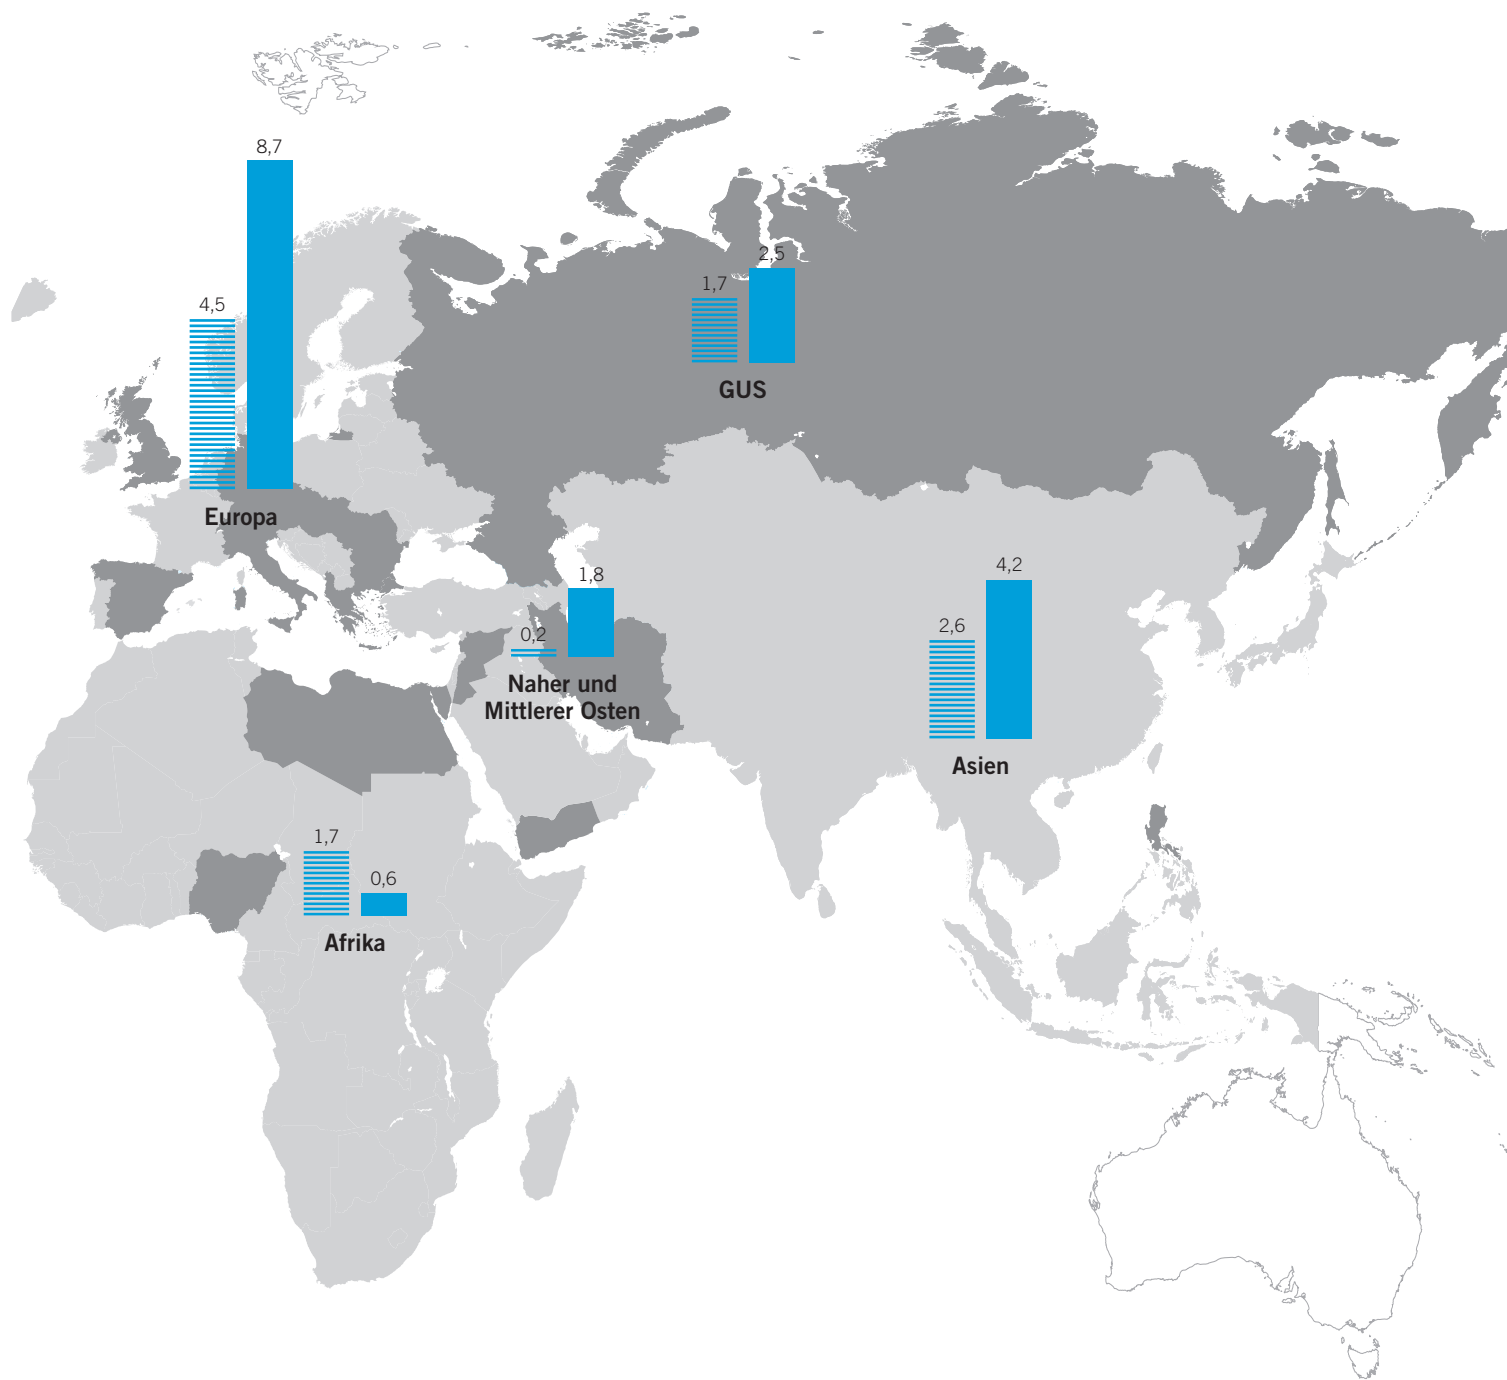 8,7
4,5
Europa
2,5
1,7
GUS
1,8
0,2
Naher und
Mittlerer Osten
4,2
2,6
Asien
1,7
0,6
Afrika